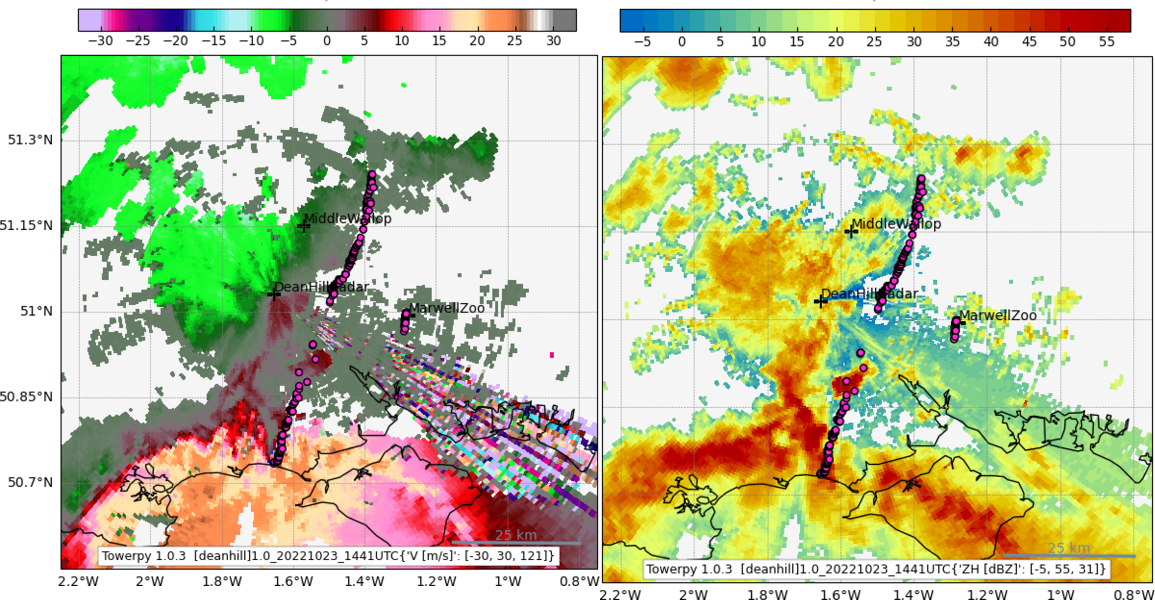 −30 −25 −20 −15 −10 −5 0 5 10 15 20 25 30
−5 0 5 10 15 20 25 30 35 40 45 50 55
51.3°N
51.15°N
51°N
50.85°N
50.7°N
MiddleWallop
DeanHillRadar
MarwellZoo
25 km
Towerpy 1.0.3 [deanhill]1.0_20221023_1441UTC{'V [m/s]': [-30, 30, 121]}
2.2°W 2°W 1.8°W 1.6°W 1.4°W 1.2°W 1°W 0.8°W
MiddleWallop
DeanHillRadar
MarwellZoo
25 km
Towerpy 1.0.3 [deanhill]1.0_20221023_1441UTC{'ZH [dBZ]': [-5, 55, 31]}
2.2°W 2°W 1.8°W 1.6°W 1.4°W 1.2°W 1°W 0.8°W